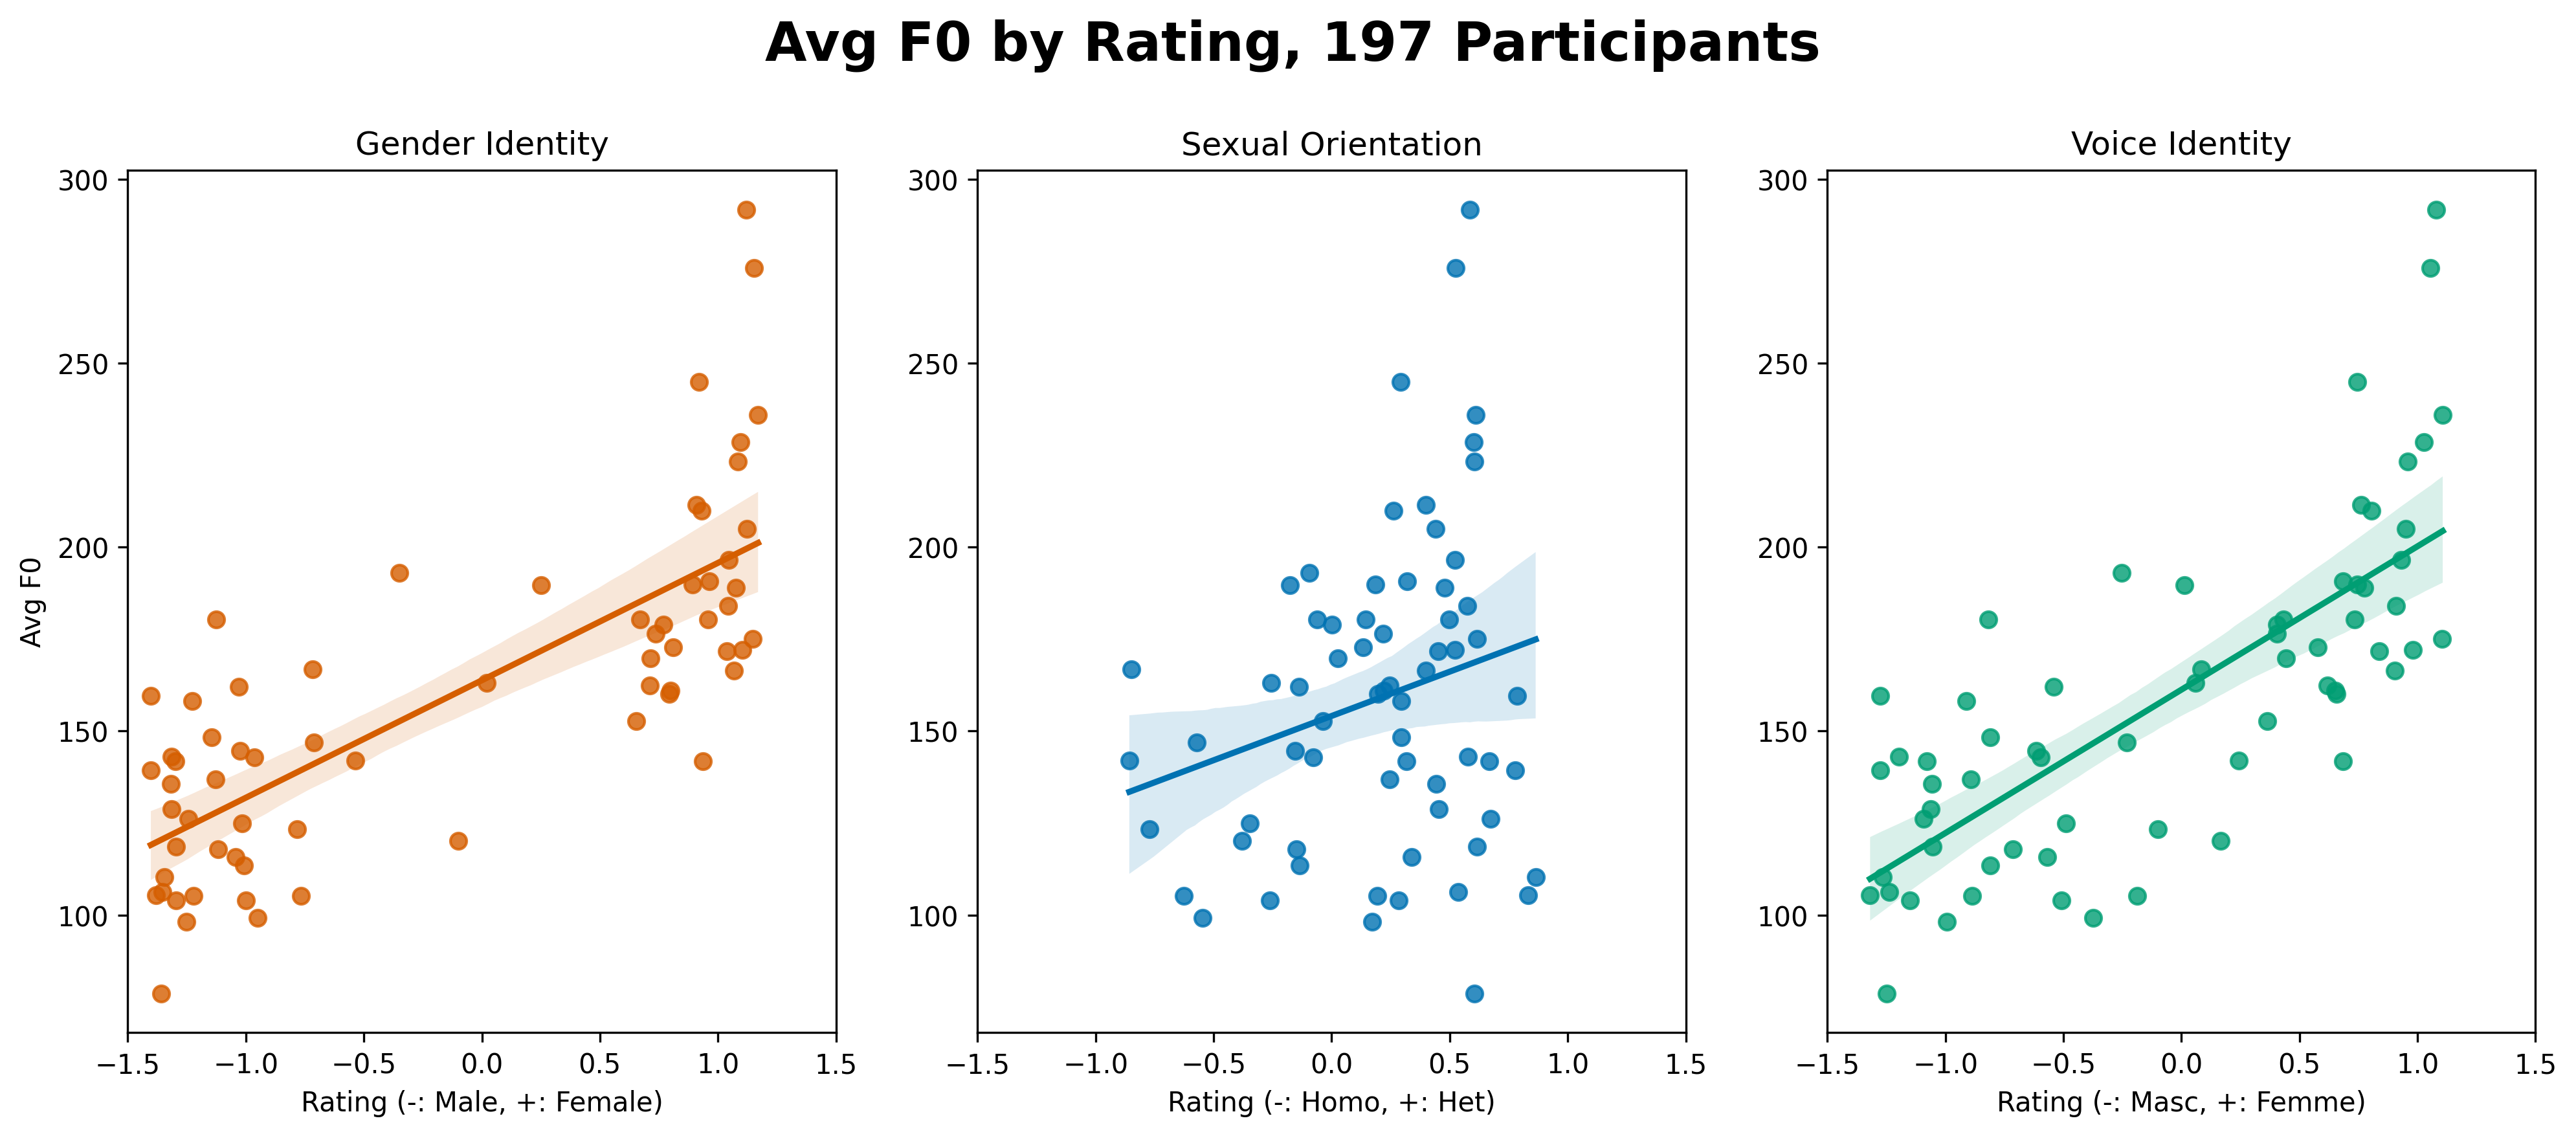 Avg F0 by Rating, 197 Participants
Gender Identity
Avg F0
300
250
200
150
100
−1.5 −1.0 −0.5 0.0 0.5 1.0 1.5
Rating (-: Male, +: Female)
Sexual Orientation
300
250
200
150
100
−1.5 −1.0 −0.5 0.0 0.5 1.0 1.5
Rating (-: Homo, +: Het)
Voice Identity
300
250
200
150
100
−1.5 −1.0 −0.5 0.0 0.5 1.0 1.5
Rating (-: Masc, +: Femme)